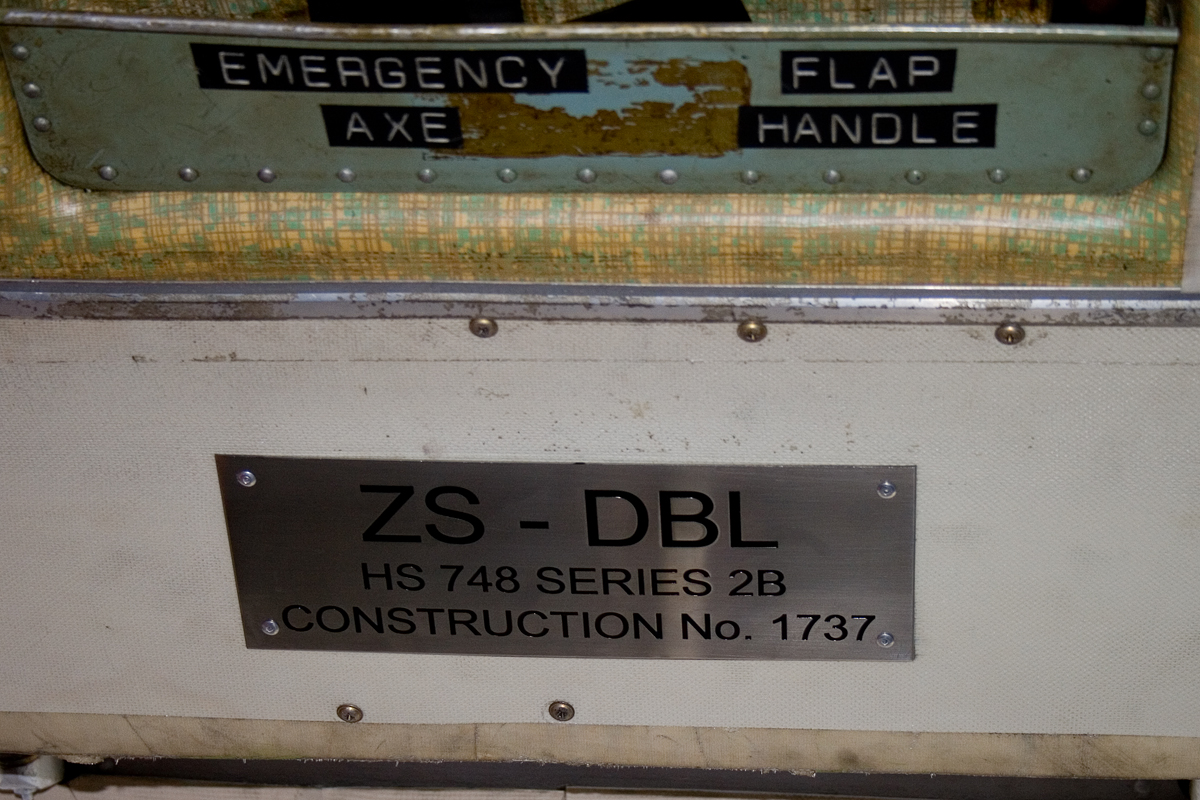 EMERGENCY
AXE
FLAP
HANDLE
ZS - DBL
HS 748 SERIES 2B
CONSTRUCTION No. 1737